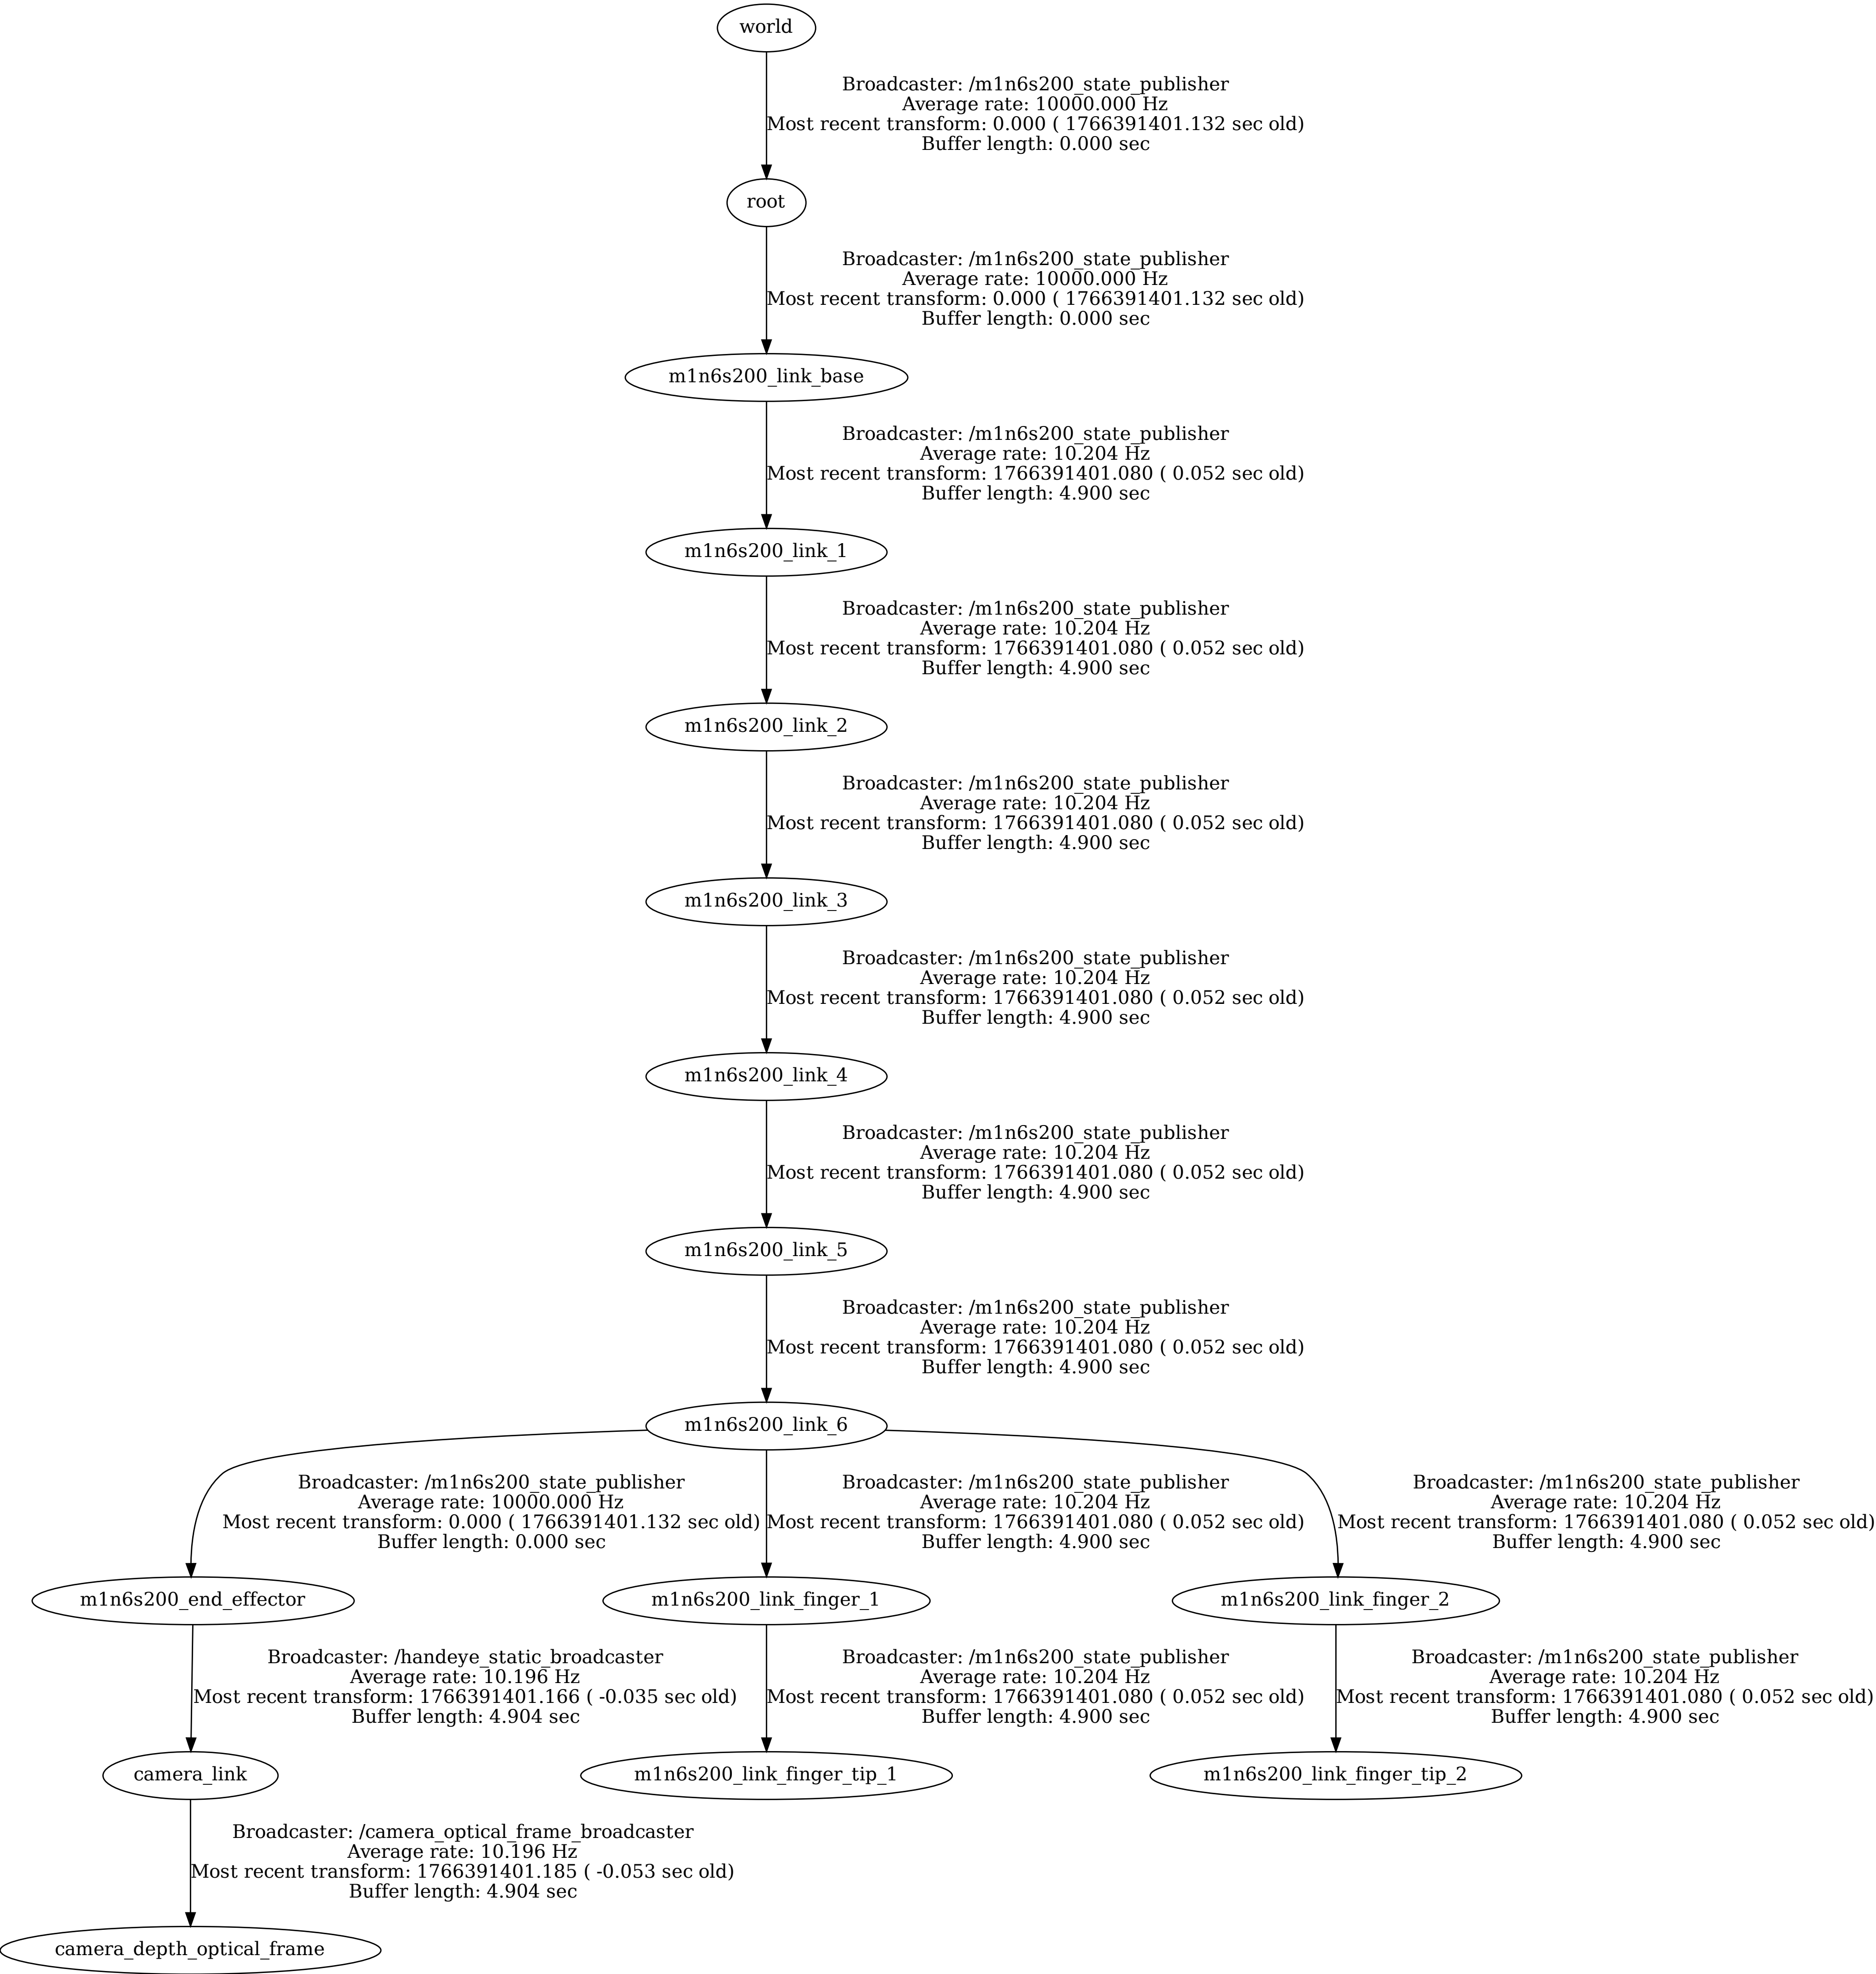 world
Broadcaster: /m1n6s200_state_publisher
Average rate: 10000.000 Hz
Most recent transform: 0.000 ( 1766391401.132 sec old)
Buffer length: 0.000 sec
root
Broadcaster: /m1n6s200_state_publisher
Average rate: 10000.000 Hz
Most recent transform: 0.000 ( 1766391401.132 sec old)
Buffer length: 0.000 sec
m1n6s200_link_base
Broadcaster: /m1n6s200_state_publisher
Average rate: 10.204 Hz
Most recent transform: 1766391401.080 ( 0.052 sec old)
Buffer length: 4.900 sec
m1n6s200_link_1
Broadcaster: /m1n6s200_state_publisher
Average rate: 10.204 Hz
Most recent transform: 1766391401.080 ( 0.052 sec old)
Buffer length: 4.900 sec
m1n6s200_link_2
Broadcaster: /m1n6s200_state_publisher
Average rate: 10.204 Hz
Most recent transform: 1766391401.080 ( 0.052 sec old)
Buffer length: 4.900 sec
m1n6s200_link_3
Broadcaster: /m1n6s200_state_publisher
Average rate: 10.204 Hz
Most recent transform: 1766391401.080 ( 0.052 sec old)
Buffer length: 4.900 sec
m1n6s200_link_4
Broadcaster: /m1n6s200_state_publisher
Average rate: 10.204 Hz
Most recent transform: 1766391401.080 ( 0.052 sec old)
Buffer length: 4.900 sec
m1n6s200_link_5
Broadcaster: /m1n6s200_state_publisher
Average rate: 10.204 Hz
Most recent transform: 1766391401.080 ( 0.052 sec old)
Buffer length: 4.900 sec
m1n6s200_link_6
Broadcaster: /m1n6s200_state_publisher
Average rate: 10000.000 Hz
Most recent transform: 0.000 ( 1766391401.132 sec old)
Buffer length: 0.000 sec
Broadcaster: /m1n6s200_state_publisher
Average rate: 10.204 Hz
Most recent transform: 1766391401.080 ( 0.052 sec old)
Buffer length: 4.900 sec
Broadcaster: /m1n6s200_state_publisher
Average rate: 10.204 Hz
Most recent transform: 1766391401.080 ( 0.052 sec old)
Buffer length: 4.900 sec
m1n6s200_end_effector
m1n6s200_link_finger_1
m1n6s200_link_finger_2
Broadcaster: /handeye_static_broadcaster
Average rate: 10.196 Hz
Most recent transform: 1766391401.166 ( -0.035 sec old)
Buffer length: 4.904 sec
Broadcaster: /m1n6s200_state_publisher
Average rate: 10.204 Hz
Most recent transform: 1766391401.080 ( 0.052 sec old)
Buffer length: 4.900 sec
Broadcaster: /m1n6s200_state_publisher
Average rate: 10.204 Hz
Most recent transform: 1766391401.080 ( 0.052 sec old)
Buffer length: 4.900 sec
camera_link
m1n6s200_link_finger_tip_1
m1n6s200_link_finger_tip_2
Broadcaster: /camera_optical_frame_broadcaster
Average rate: 10.196 Hz
Most recent transform: 1766391401.185 ( -0.053 sec old)
Buffer length: 4.904 sec
camera_depth_optical_frame